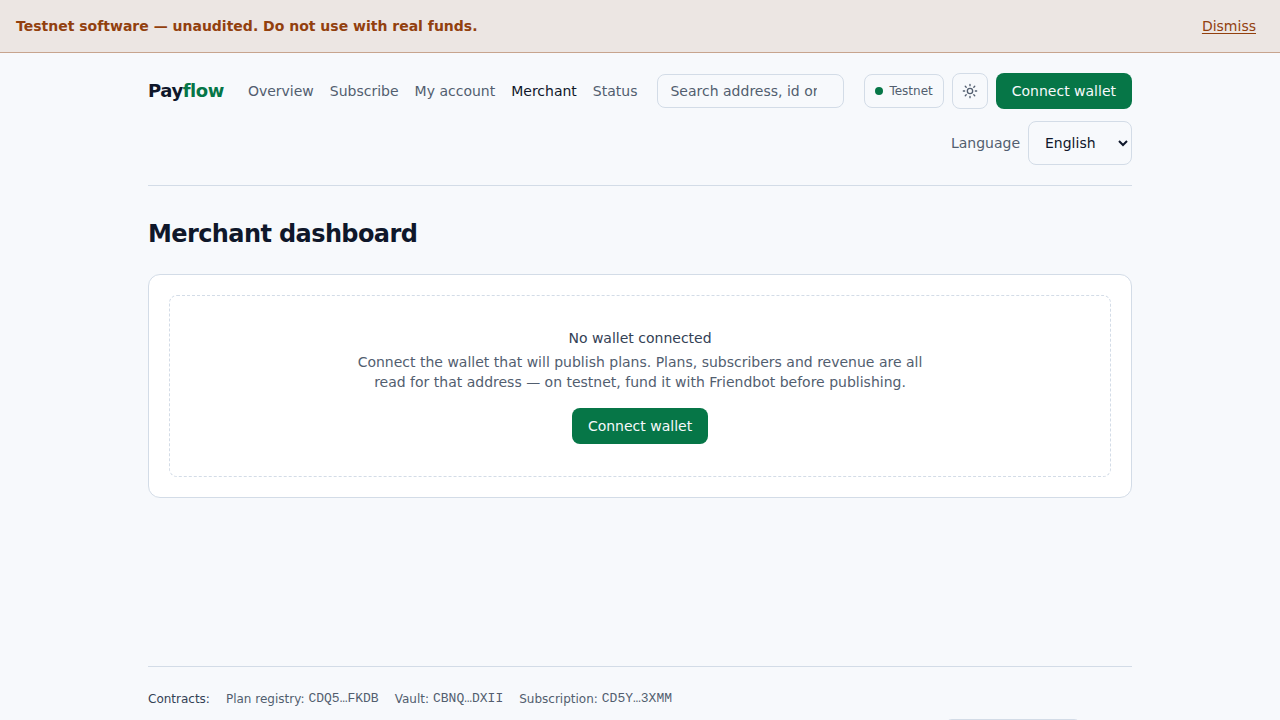 Testnet software — unaudited. Do not use with real funds.
Dismiss
Payflow
Overview
Subscribe
My account
Merchant
Status
Search address, id or
Testnet
Connect wallet
Language
English
Merchant dashboard
No wallet connected
Connect the wallet that will publish plans. Plans, subscribers and revenue are all
read for that address — on testnet, fund it with Friendbot before publishing.
Connect wallet
Contracts:
Plan registry: CDQ5…FKDB
Vault: CBNQ…DXII
Subscription: CD5Y…3XMM